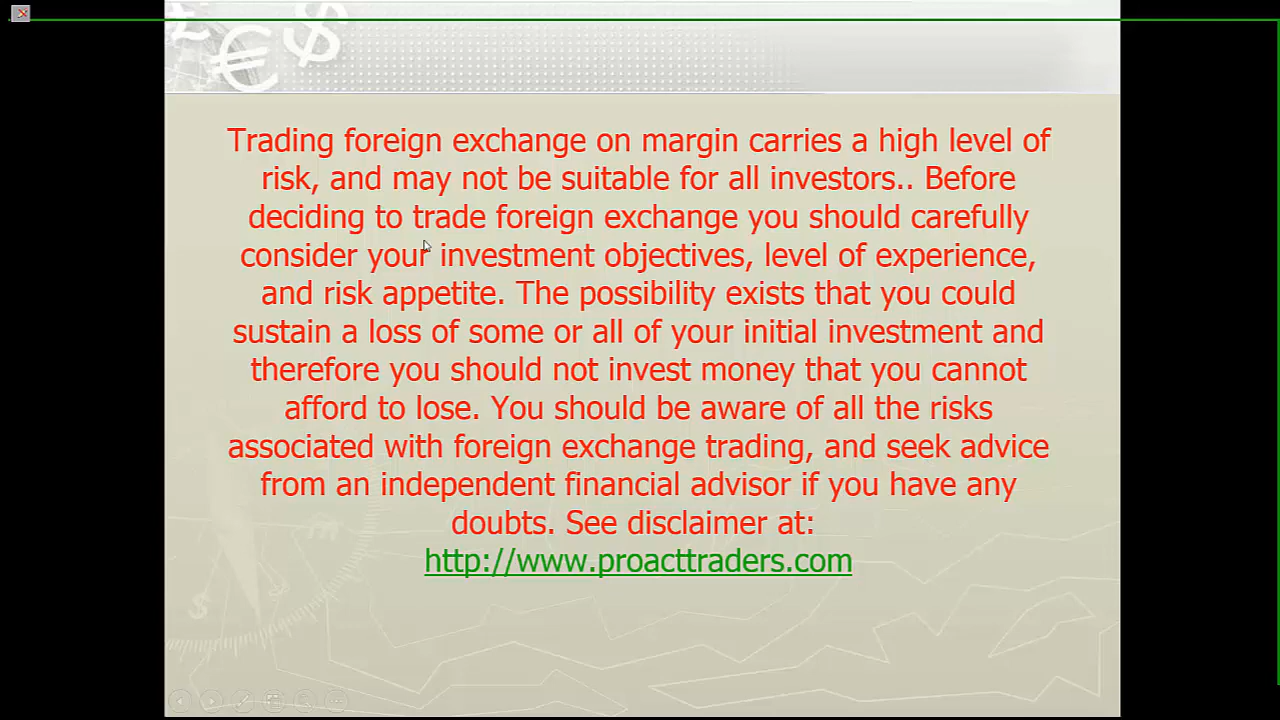 Trading foreign exchange on margin carries a high level of
risk, and may not be suitable for all investors.. Before
deciding to trade foreign exchange you should carefully
consider your investment objectives, level of experience,
and risk appetite. The possibility exists that you could
sustain a loss of some or all of your initial investment and
therefore you should not invest money that you cannot
afford to lose. You should be aware of all the risks
associated with foreign exchange trading, and seek advice
from an independent financial advisor if you have any
doubts. See disclaimer at:
http://www.proacttraders.com